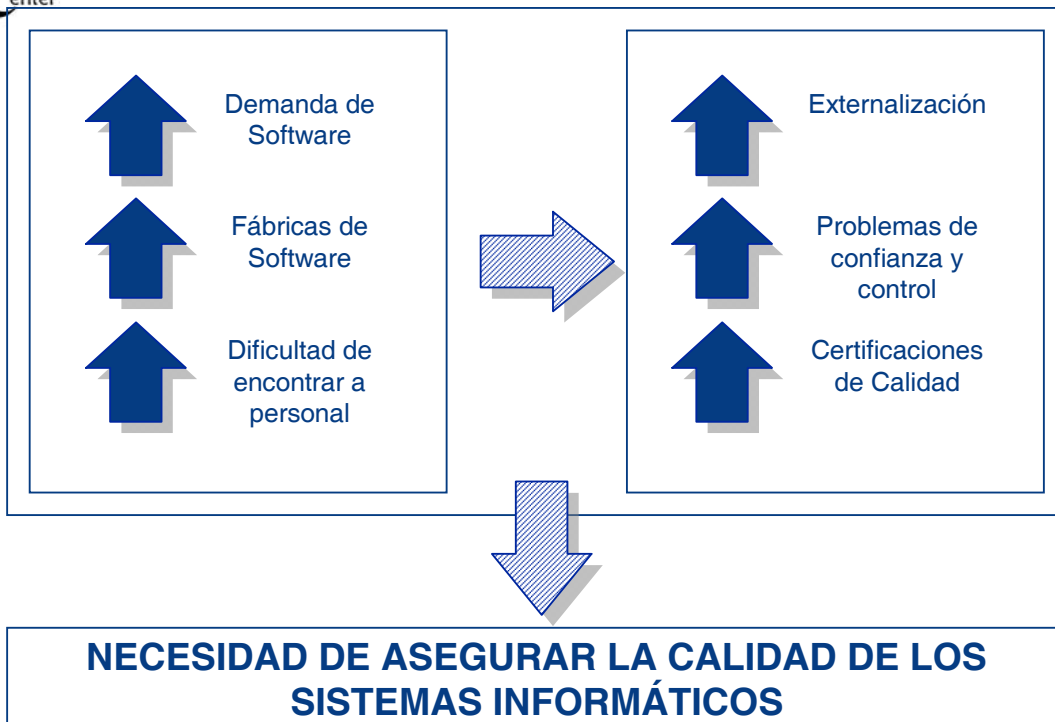 enter
Demanda de
Software
Fábricas de
Software
Dificultad de
encontrar a
personal
Externalización
Problemas de
confianza y
control
Certificaciones
de Calidad
NECESIDAD DE ASEGURAR LA CALIDAD DE LOS
SISTEMAS INFORMÁTICOS